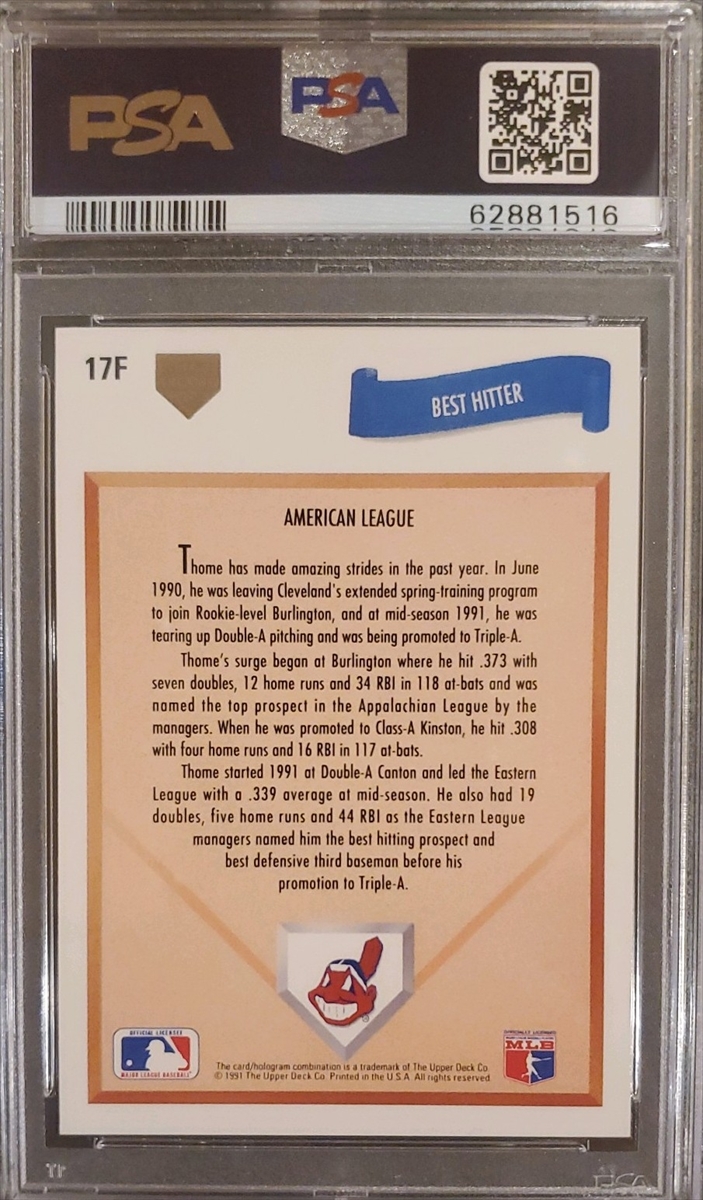 PSA
PSA
62881516
17F
BEST HITTER
AMERICAN LEAGUE
Thome has made amazing strides in the past year. In June
1990, he was leaving Cleveland's extended spring-training program
to join Rookie-level Burlington, and at mid-season 1991, he was
tearing up Double-A pitching and was being promoted to Triple-A.
Thome's surge began at Burlington where he hit .373 with
seven doubles, 12 home runs and 34 RBI in 118 at-bats and was
named the top prospect in the Appalachian League by the
managers. When he was promoted to Class-A Kinston, he hit .308
with four home runs and 16 RBI in 117 at-bats.
Thome started 1991 at Double-A Canton and led the Eastern
League with a .339 average at mid-season. He also had 19
doubles, five home runs and 44 RBI as the Eastern League
managers named him the best hitting prospect and
best defensive third baseman before his
promotion to Triple-A.
OFFICIAL LICENSEE
MAJOR LEAGUE BASEBALL
The card/hologram combination is a trademark of The Upper Deck Co.
© 1991 The Upper Deck Co. Printed in the U.S.A. All rights reserved.
MLB
PSA